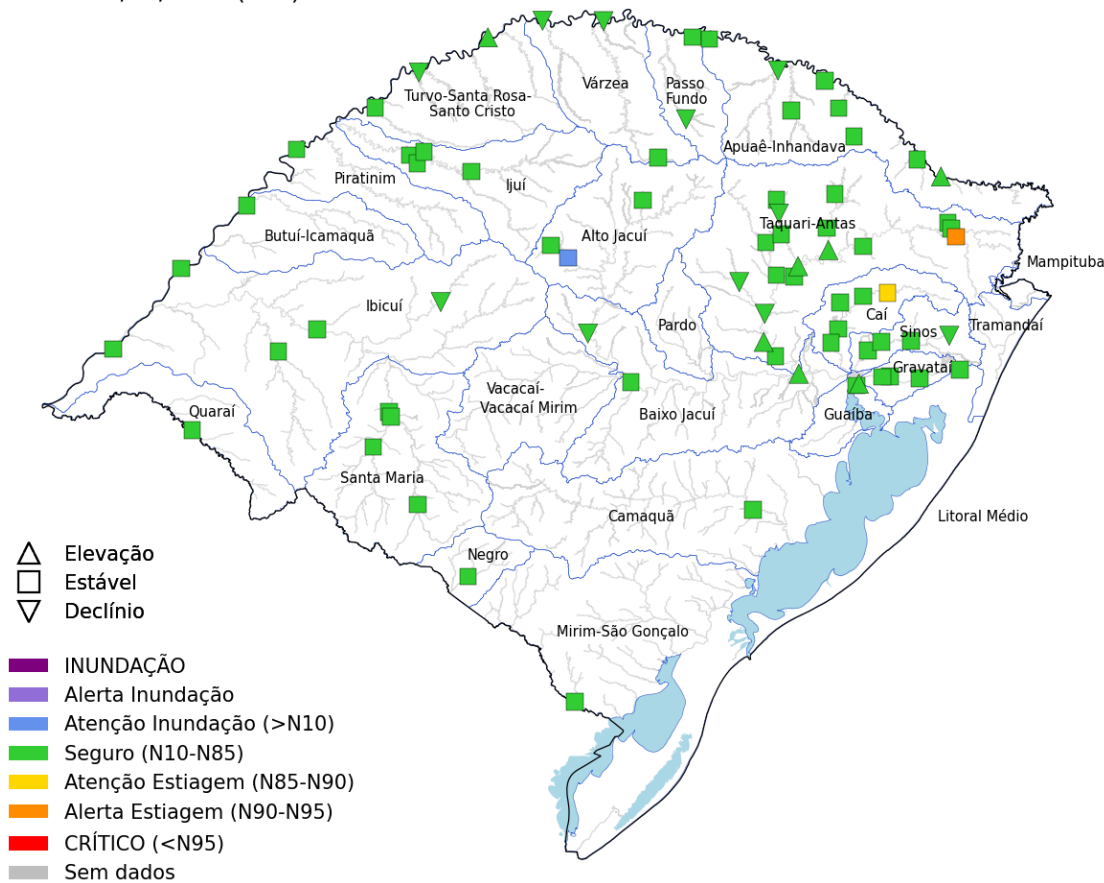 Várzea
Passo
Fundo
Turvo-Santa Rosa-
Santo Cristo
Apuaê-Inhandava
Piratinim
Ijuí
Butuí-Icamaquã
Alto Jacuí
Taquari-Antas
Mampituba
Ibicuí
Pardo
Caí
Sinos
Tramandaí
Gravataí
Quaraí
Vacacaí-
Vacacaí Mirim
Baixo Jacuí
Guaíba
Santa Maria
Camaquã
Litoral Médio
Negro
Mirim-São Gonçalo
Elevação
Estável
Declínio
INUNDAÇÃO
Alerta Inundação
Atenção Inundação (>N10)
Seguro (N10-N85)
Atenção Estiagem (N85-N90)
Alerta Estiagem (N90-N95)
CRÍTICO (<N95)
Sem dados